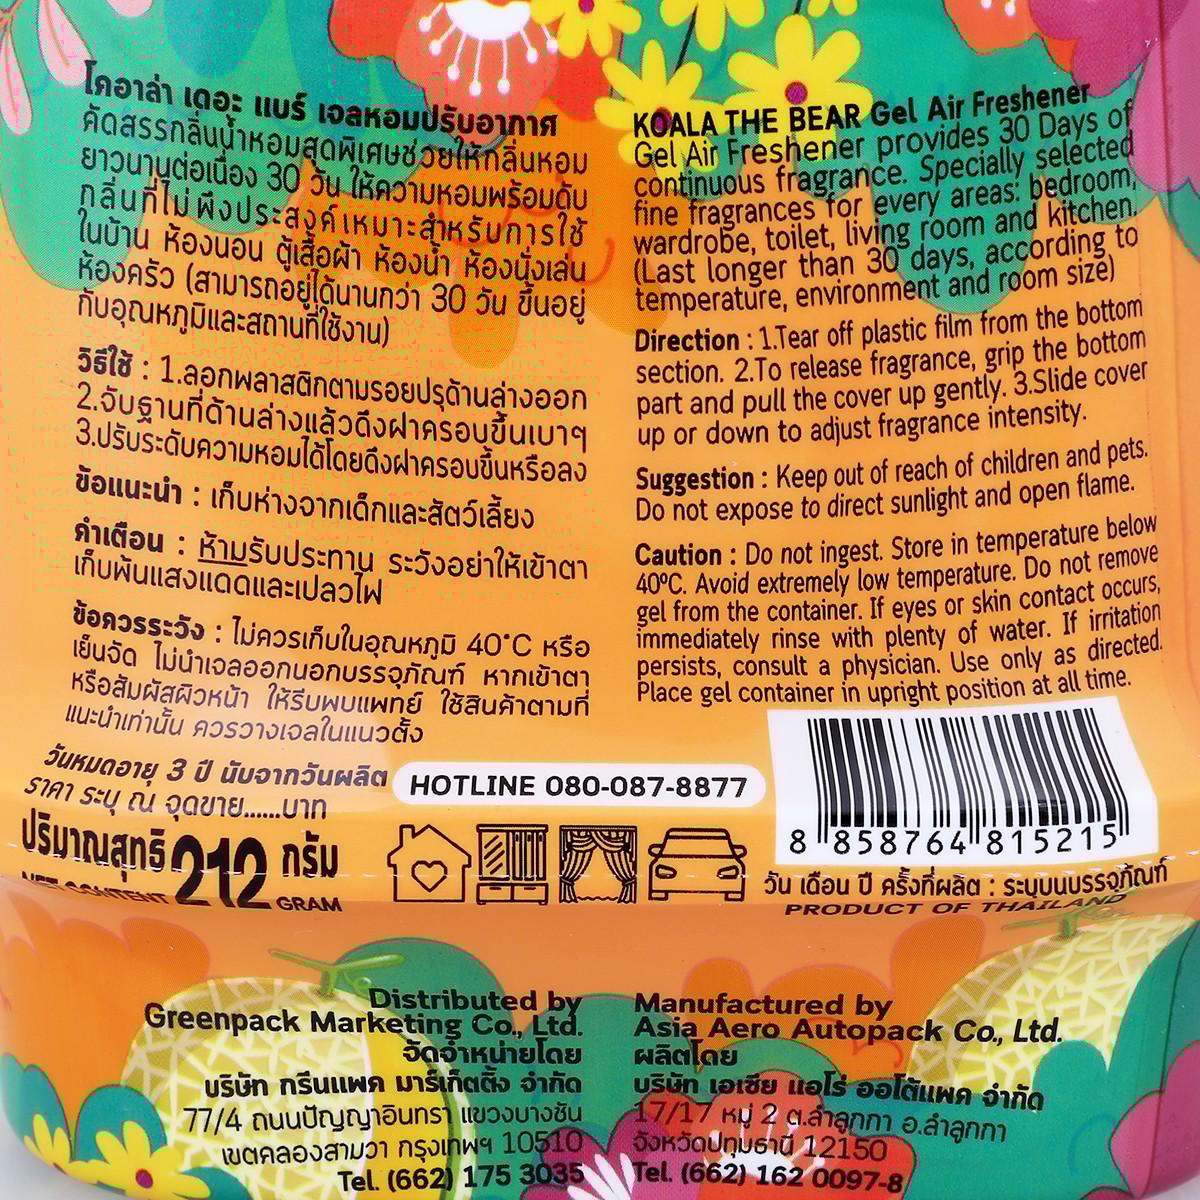 โคอาล่า เดอะ แบร์ เจลหอมปรับอากาศ
คัดสรรกลิ่นน้ำหอมสุดพิเศษช่วยให้กลิ่นหอม
ยาวนานต่อเนื่อง 30 วัน ให้ความหอมพร้อมดับ
กลิ่นที่ไม่พึงประสงค์เหมาะสำหรับการใช้
ในบ้าน ห้องนอน ตู้เสื้อผ้า ห้องน้ำ ห้องนั่งเล่น
ห้องครัว (สามารถอยู่ได้นานกว่า 30 วัน ขึ้นอยู่
กับอุณหภูมิและสถานที่ใช้งาน)
วิธีใช้ : 1.ลอกพลาสติกตามรอยปรุด้านล่างออก
2.จับฐานที่ด้านล่างแล้วดึงฝาครอบขึ้นเบาๆ
3.ปรับระดับความหอมได้โดยดึงฝาครอบขึ้นหรือลง
ข้อแนะนำ : เก็บห่างจากเด็กและสัตว์เลี้ยง
คำเตือน : ห้ามรับประทาน ระวังอย่าให้เข้าตา
เก็บพ้นแสงแดดและเปลวไฟ
ข้อควรระวัง : ไม่ควรเก็บในอุณหภูมิ 40°C หรือ
เย็นจัด ไม่นำเจลออกนอกบรรจุภัณฑ์ หากเข้าตา
หรือสัมผัสผิวหน้า ให้รีบพบแพทย์ ใช้สินค้าตามที่
แนะนำเท่านั้น ควรวางเจลในแนวตั้ง
วันหมดอายุ 3 ปี นับจากวันผลิต
ราคา ระบุ ณ จุดขาย......บาท
ปริมาณสุทธิ 212 กรัม
NET CONTENT GRAM
KOALA THE BEAR Gel Air Freshener
Gel Air Freshener provides 30 Days of
continuous fragrance. Specially selected
fine fragrances for every areas: bedroom,
wardrobe, toilet, living room and kitchen.
(Last longer than 30 days, according to
temperature, environment and room size)
Direction : 1.Tear off plastic film from the bottom
section. 2.To release fragrance, grip the bottom
part and pull the cover up gently. 3.Slide cover
up or down to adjust fragrance intensity.
Suggestion : Keep out of reach of children and pets.
Do not expose to direct sunlight and open flame.
Caution : Do not ingest. Store in temperature below
40ºC. Avoid extremely low temperature. Do not remove
gel from the container. If eyes or skin contact occurs,
immediately rinse with plenty of water. If irritation
persists, consult a physician. Use only as directed.
Place gel container in upright position at all time.
HOTLINE 080-087-8877
8 858764 815215
วัน เดือน ปี ครั้งที่ผลิต : ระบุบนบรรจุภัณฑ์
PRODUCT OF THAILAND
Distributed by
Greenpack Marketing Co., Ltd.
จัดจำหน่ายโดย
บริษัท กรีนแพค มาร์เก็ตติ้ง จำกัด
77/4 ถนนปัญญาอินทรา แขวงบางชัน
เขตคลองสามวา กรุงเทพฯ 10510
Tel. (662) 175 3035
Manufactured by
Asia Aero Autopack Co., Ltd.
ผลิตโดย
บริษัท เอเซีย แอโร่ ออโต้แพค จำกัด
17/17 หมู่ 2 ต.ลำลูกกา อ.ลำลูกกา
จังหวัดปทุมธานี 12150
Tel. (662) 162 0097-8